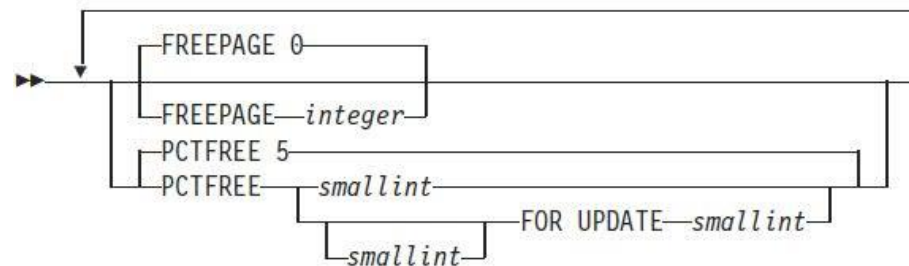 FREEPAGE 0
FREEPAGE integer
PCTFREE 5
PCTFREE smallint
FOR UPDATE smallint
smallint